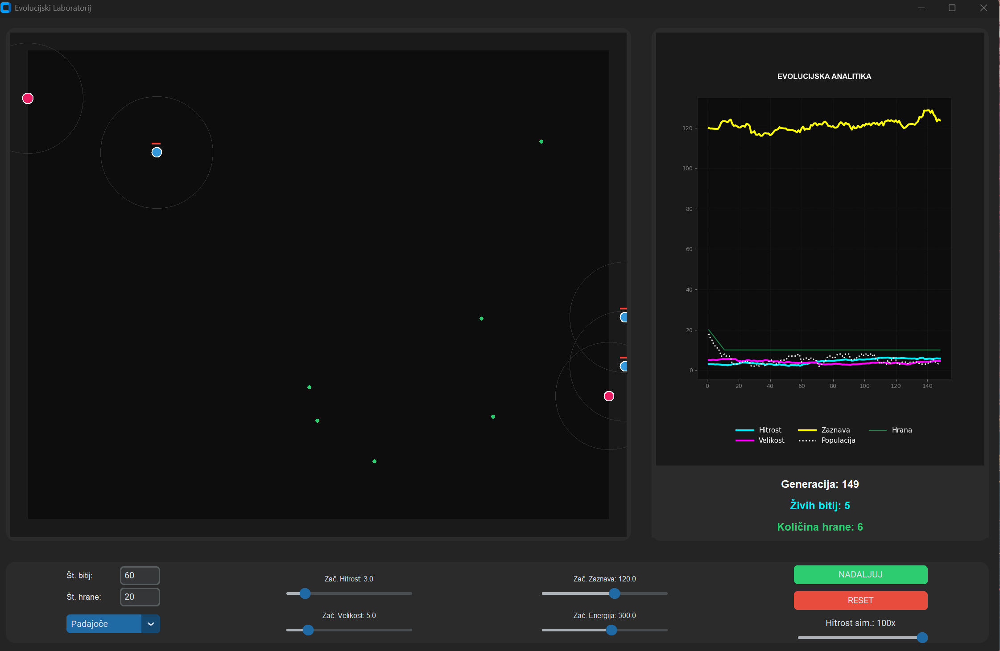 Evolucijski Laboratorij
EVOLUCIJSKA ANALITIKA
120
100
80
60
40
20
0
0 20 40 60 80 100 120 140
Hitrost Zaznava Hrana
Velikost Populacija
Generacija: 149
Živih bitij: 5
Količina hrane: 6
Št. bitij: 60
Št. hrane: 20
Padajoče
Zač. Hitrost: 3.0
Zač. Velikost: 5.0
Zač. Zaznava: 120.0
Zač. Energija: 300.0
NADALJUJ
RESET
Hitrost sim.: 100x